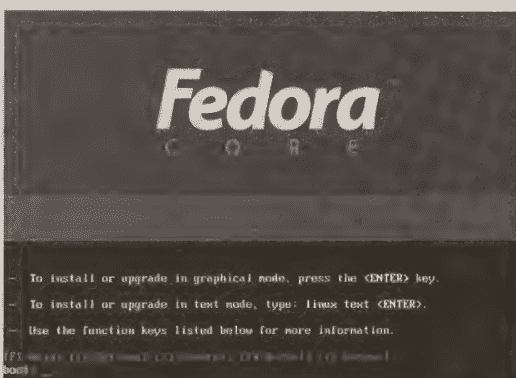 Fedora
C O R E
- To install or upgrade in graphical mode, press the <ENTER> key.
- To install or upgrade in text mode, type: linux text <ENTER>.
- Use the function keys listed below for more information.
boot: